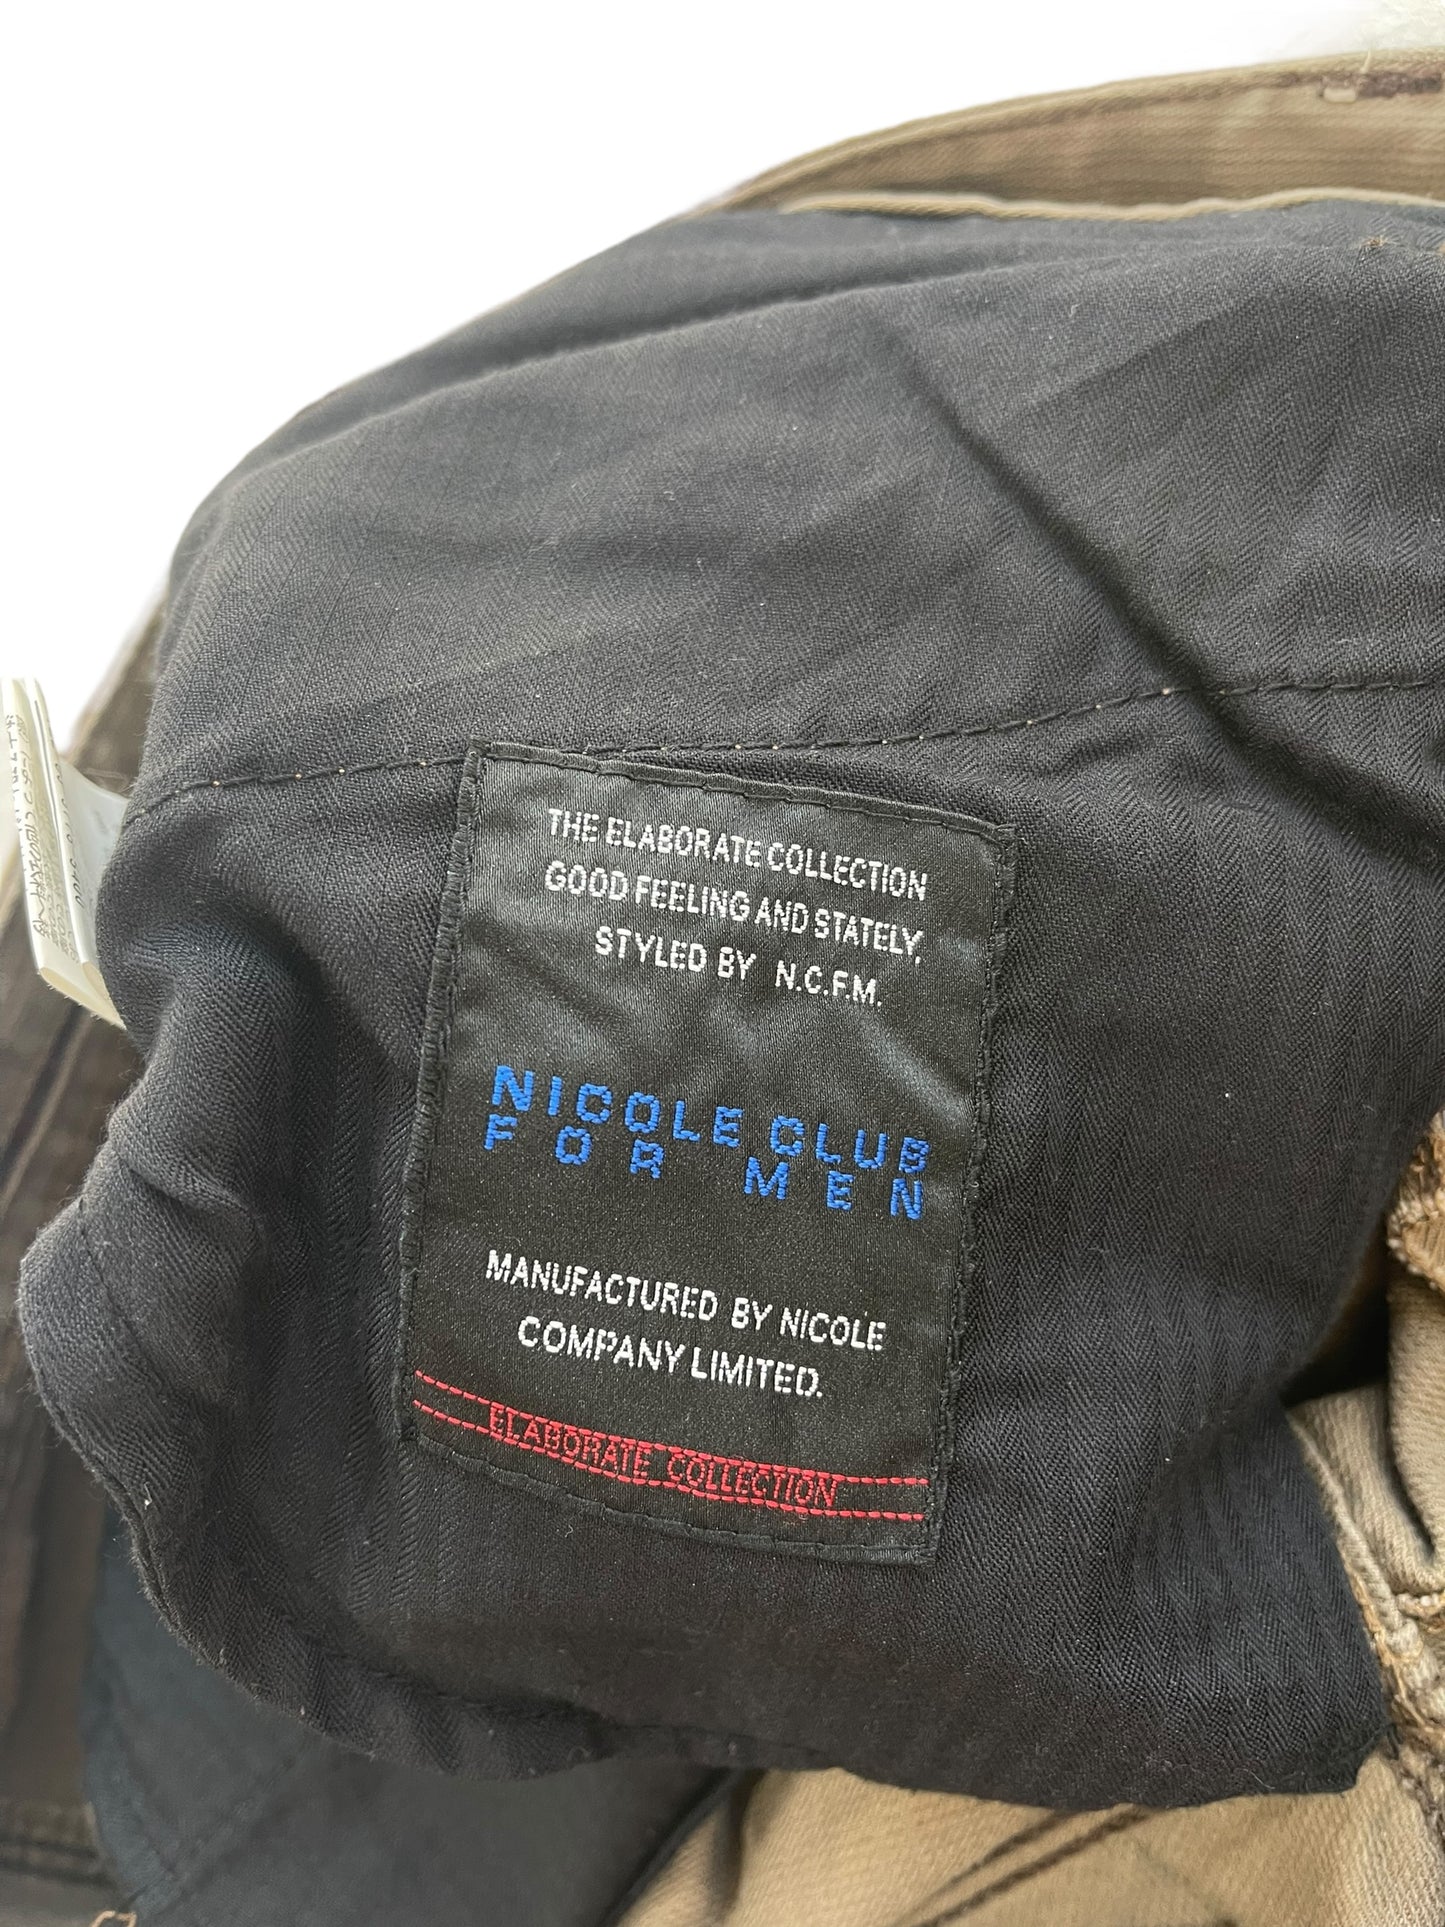 THE ELABORATE COLLECTION
GOOD FEELING AND STATELY,
STYLED BY N.C.F.M.
NICOLE CLUB
FOR MEN
MANUFACTURED BY NICOLE
COMPANY LIMITED.
ELABORATE COLLECTION